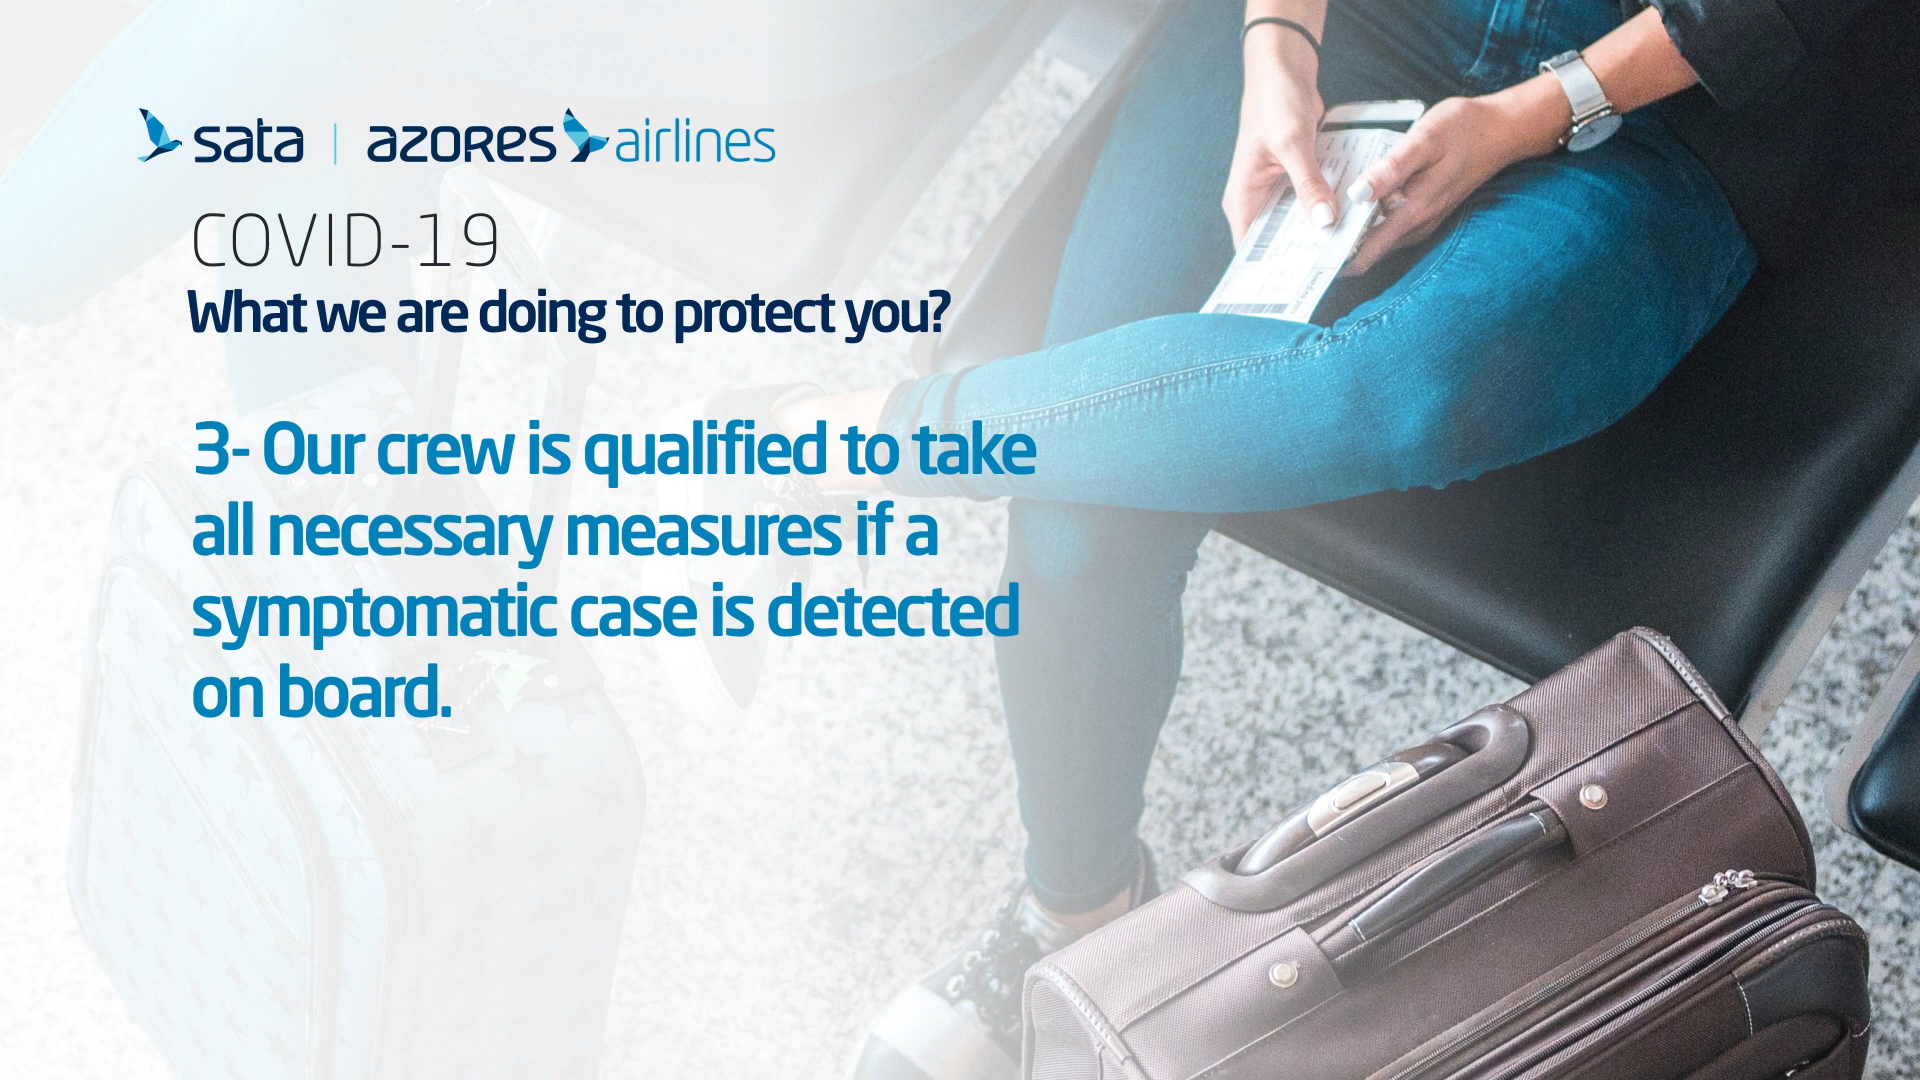 sata | azores airlines
COVID-19
What we are doing to protect you?
3- Our crew is qualified to take
all necessary measures if a
symptomatic case is detected
on board.